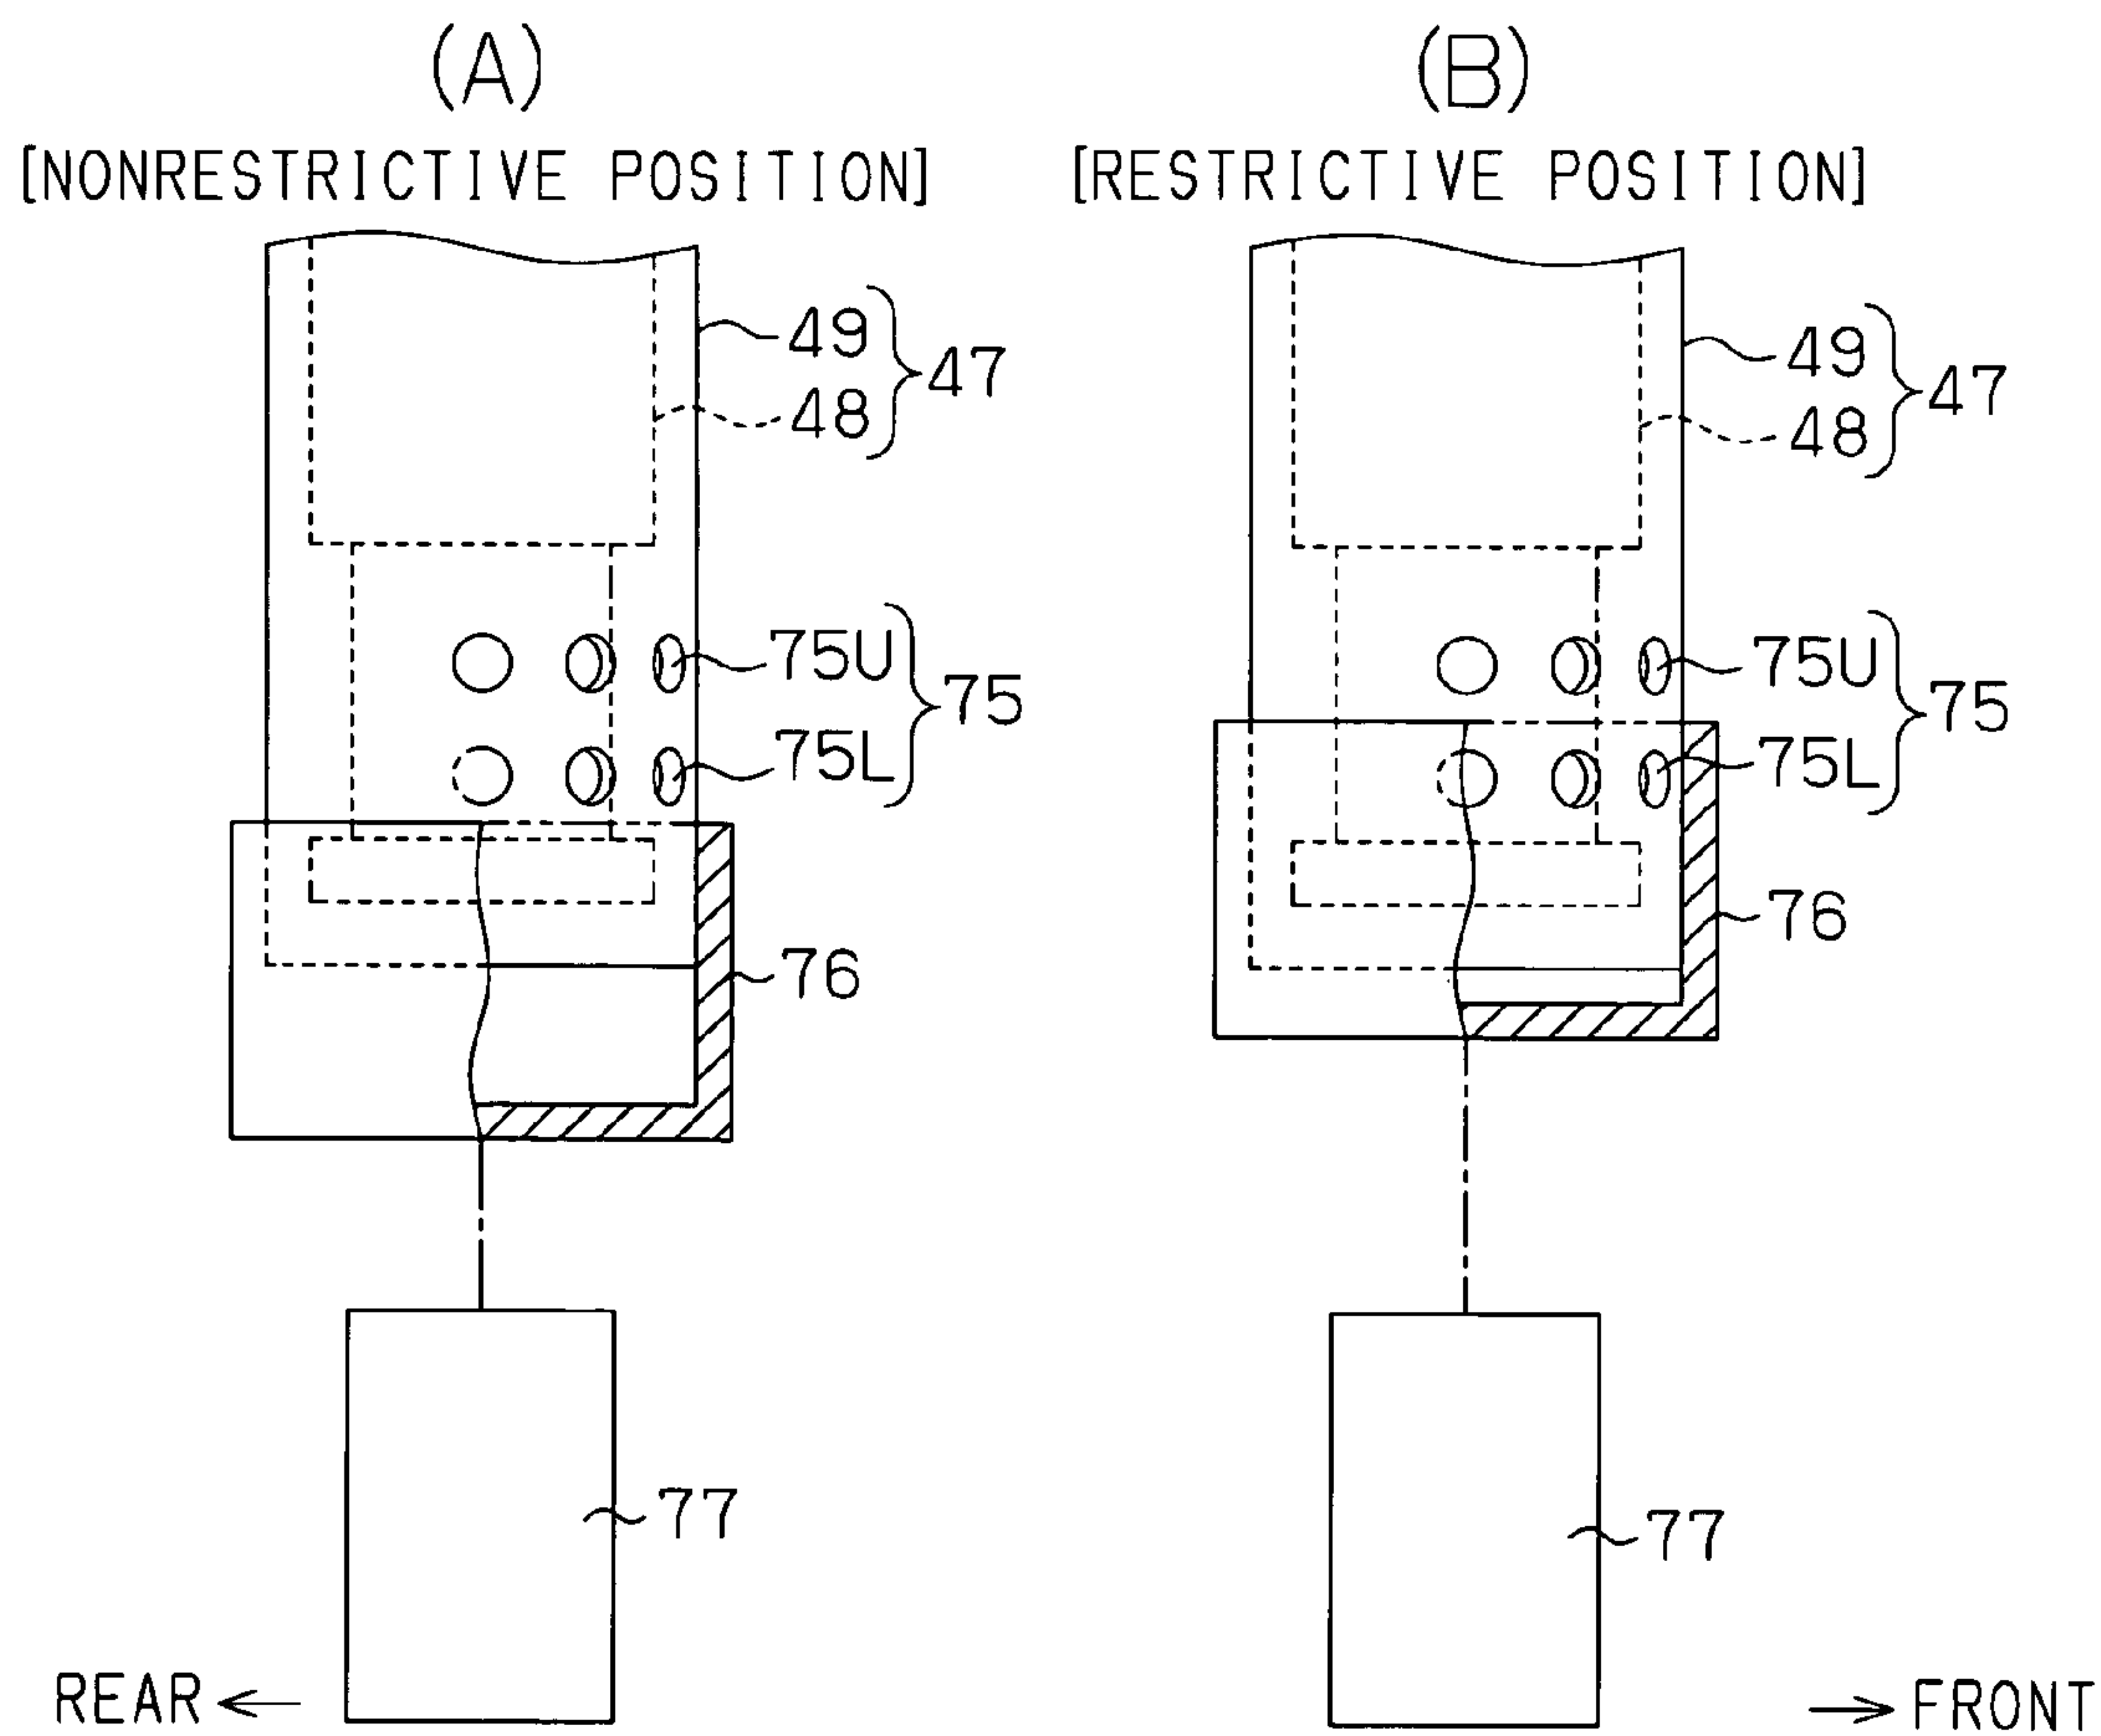 (A)
[NONRESTRICTIVE POSITION]
49
48
47
75U
75L
75
76
77
REAR
(B)
[RESTRICTIVE POSITION]
49
48
47
75U
75L
75
76
77
FRONT